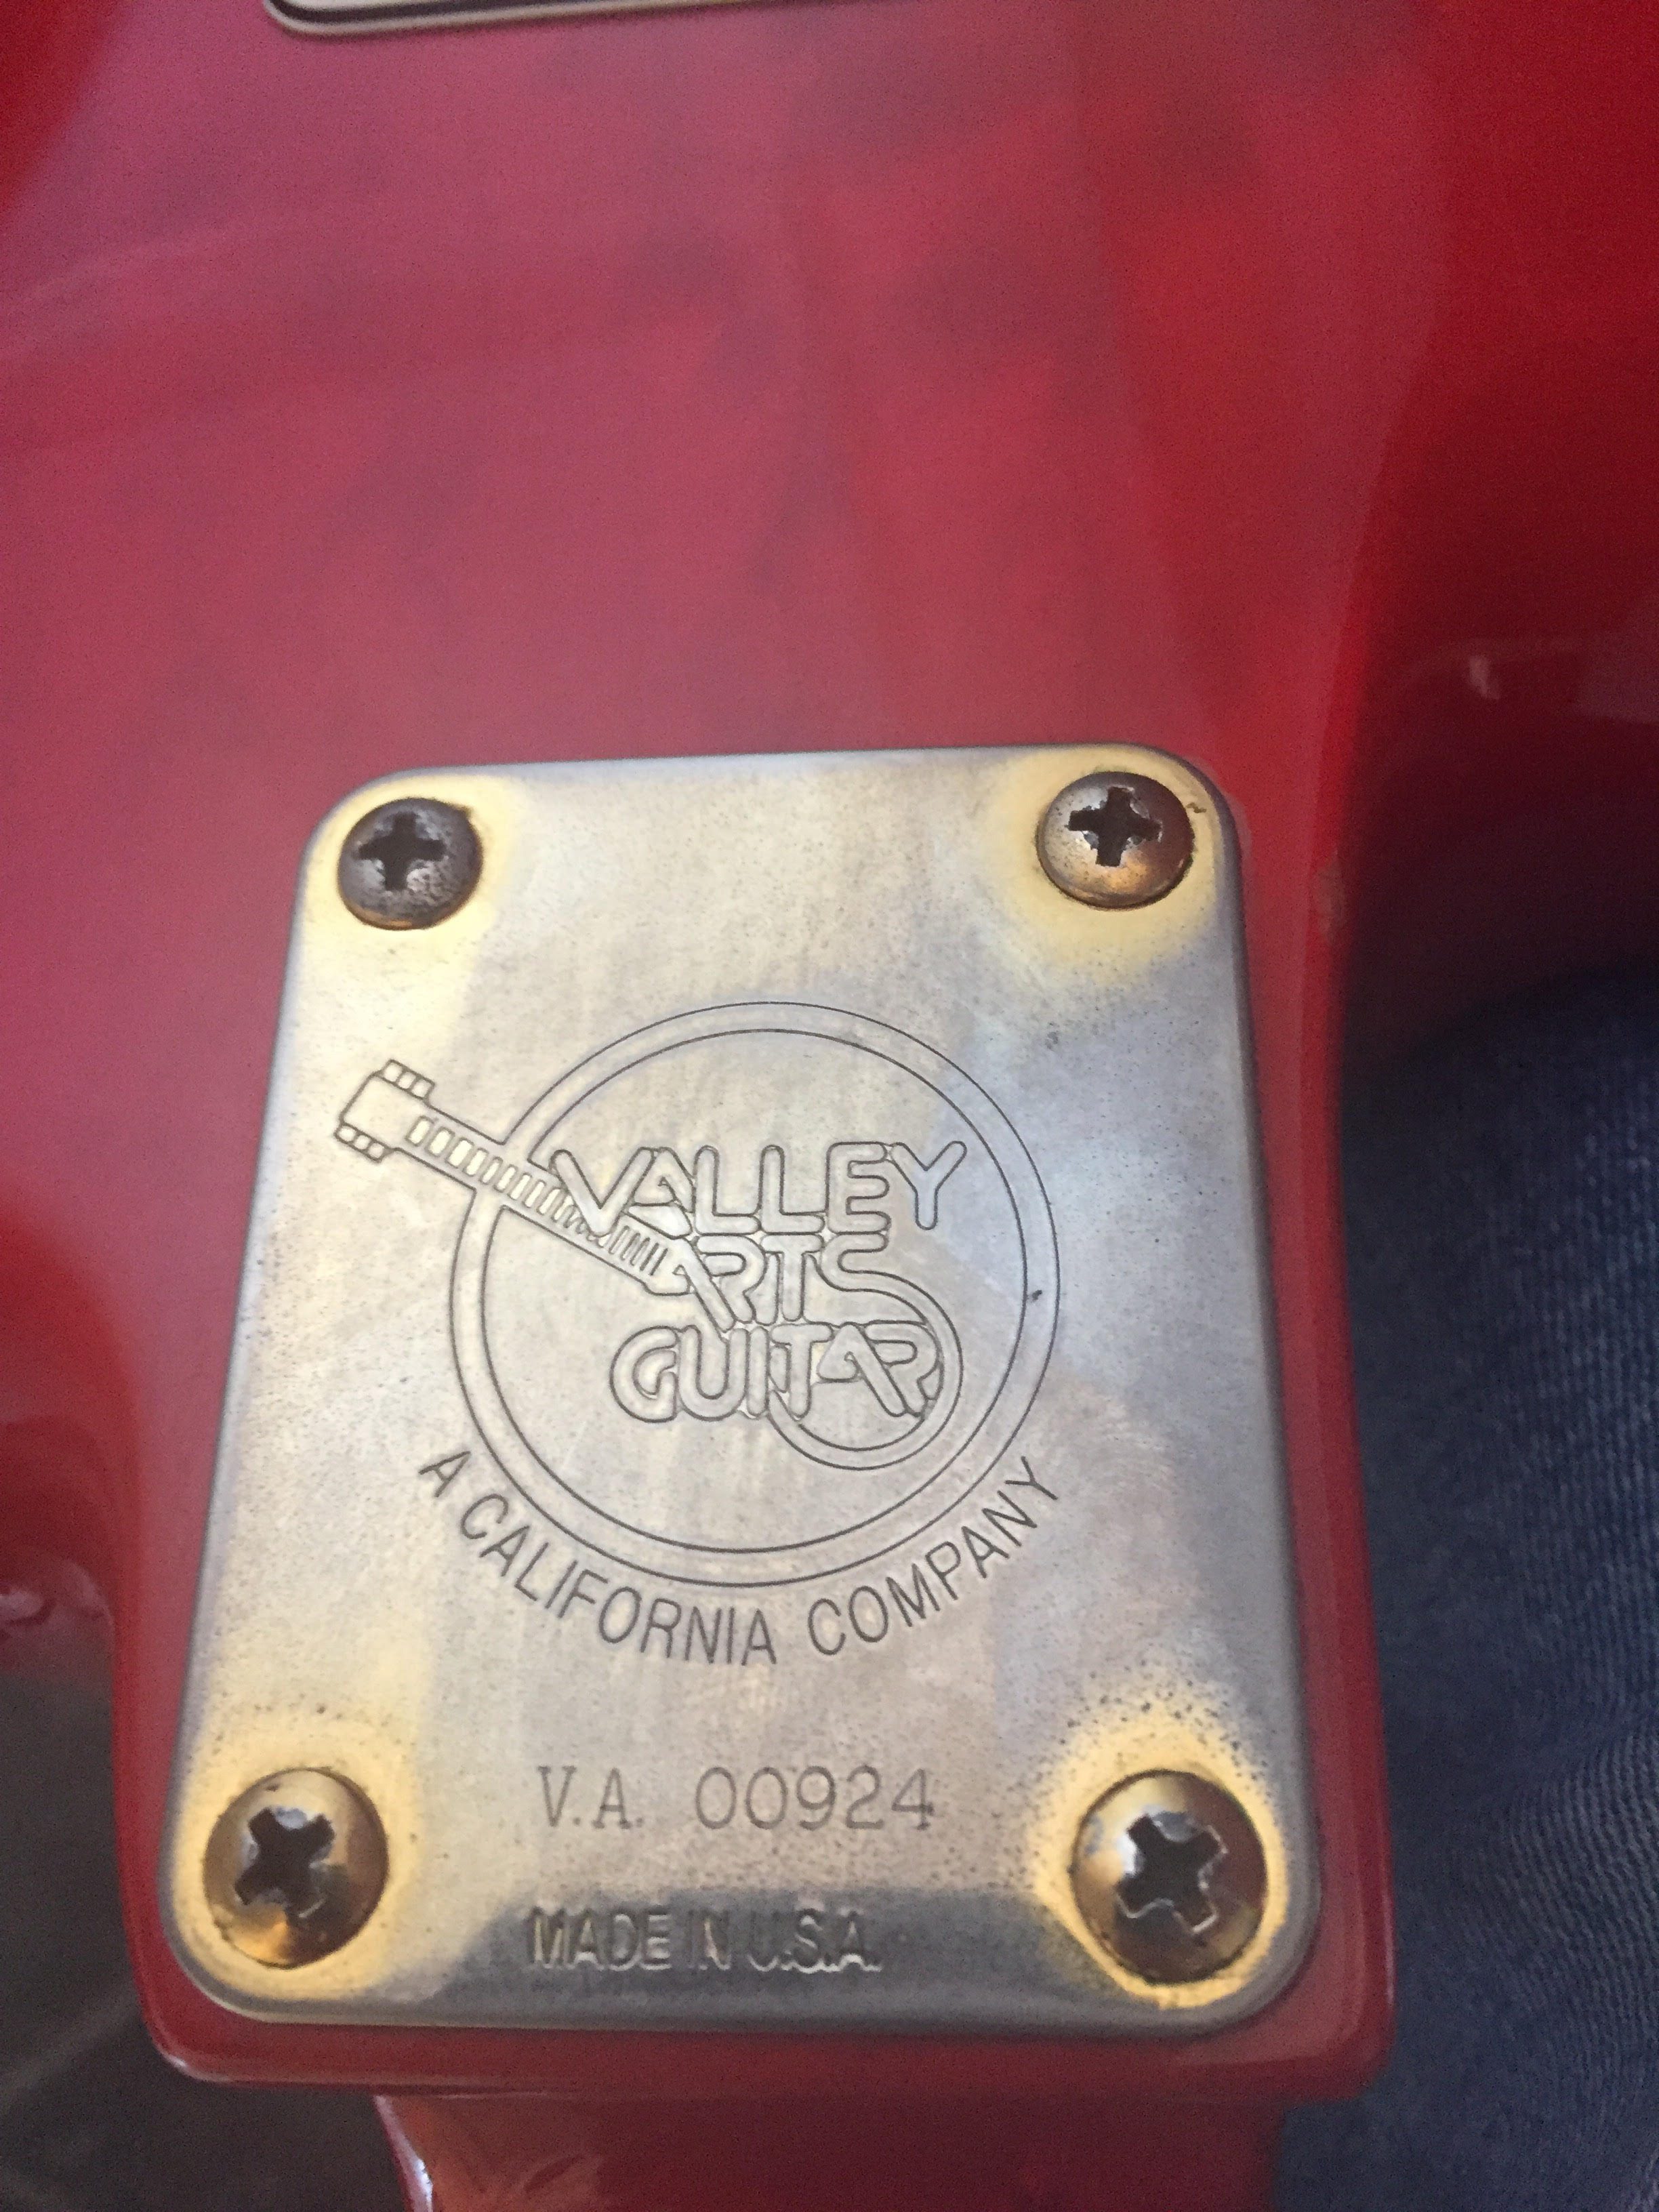 VALLEY
ARTS
GUITAR
A CALIFORNIA COMPANY
V.A. 00924
MADE IN U.S.A.